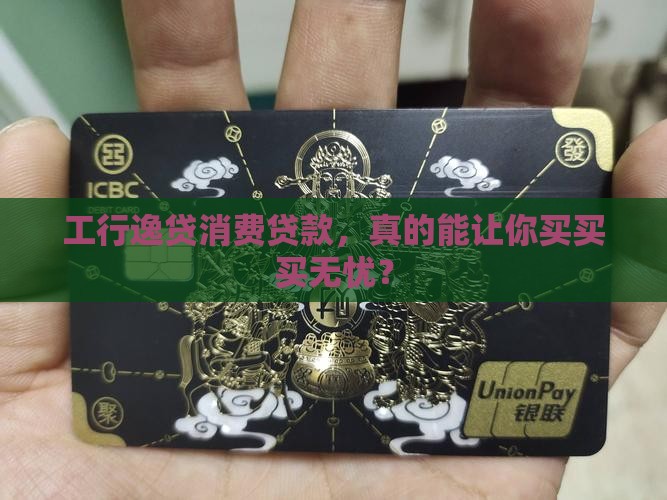 發
ICBC
DEBIT CARD
工行逸贷消费贷款，真的能让你买买
买无忧？
UnionPay
银联
聚